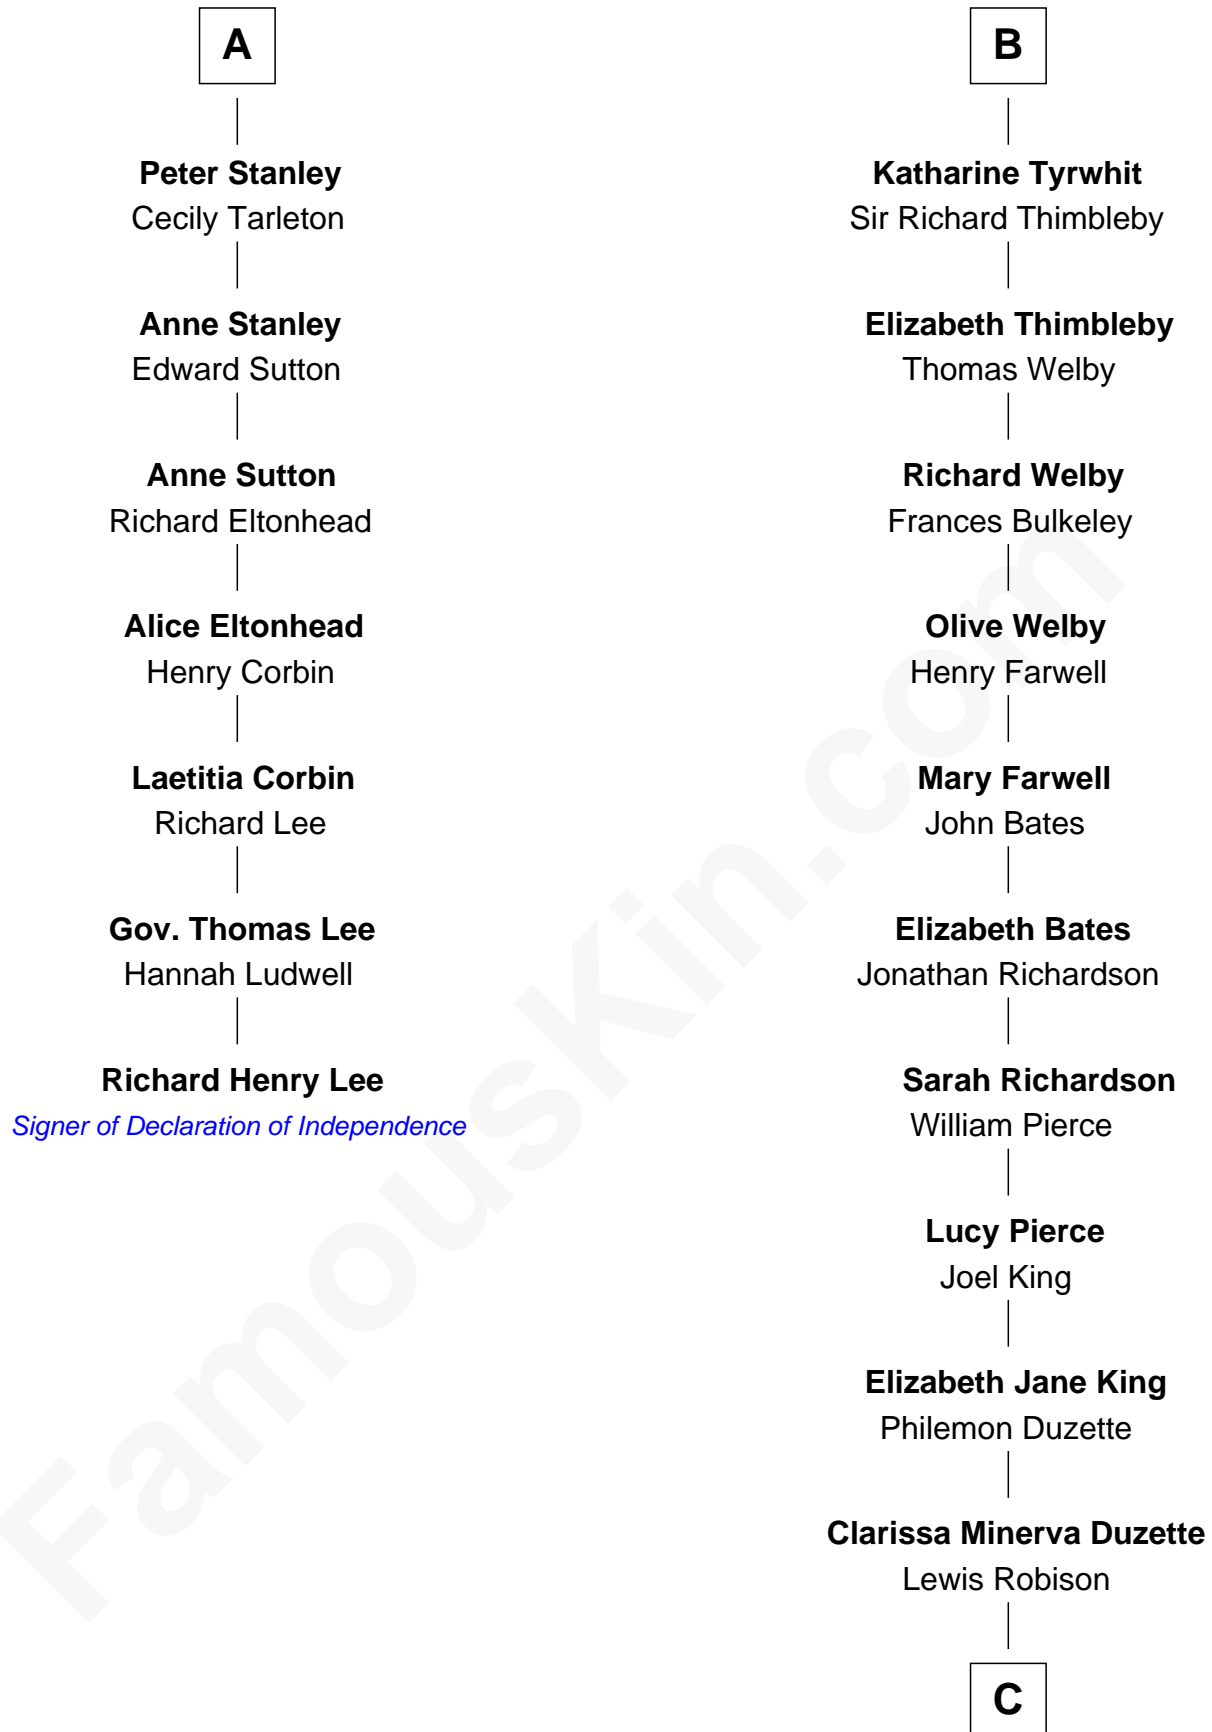 A
Peter Stanley
Cecily Tarleton
Anne Stanley
Edward Sutton
Anne Sutton
Richard Eltonhead
Alice Eltonhead
Henry Corbin
Laetitia Corbin
Richard Lee
Gov. Thomas Lee
Hannah Ludwell
Richard Henry Lee
Signer of Declaration of Independence
B
Katharine Tyrwhit
Sir Richard Thimbleby
Elizabeth Thimbleby
Thomas Welby
Richard Welby
Frances Bulkeley
Olive Welby
Henry Farwell
Mary Farwell
John Bates
Elizabeth Bates
Jonathan Richardson
Sarah Richardson
William Pierce
Lucy Pierce
Joel King
Elizabeth Jane King
Philemon Duzette
Clarissa Minerva Duzette
Lewis Robison
C
FamousKin.com